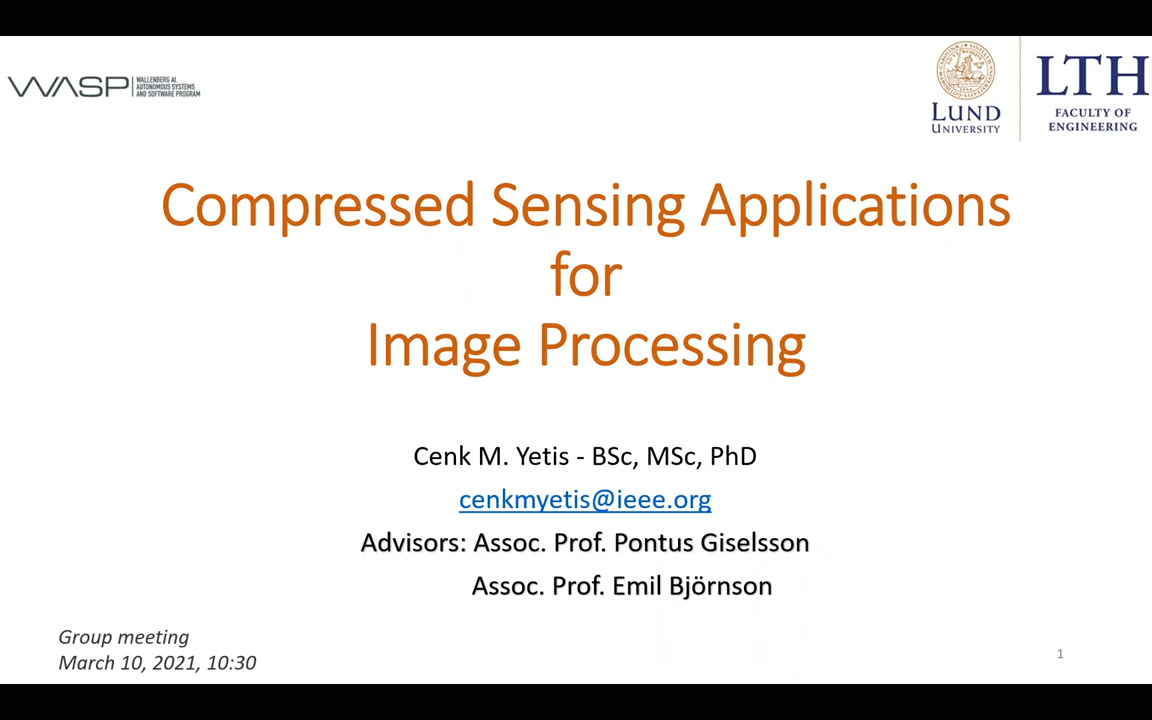 WASP
WALLENBERG AI,
AUTONOMOUS SYSTEMS
AND SOFTWARE PROGRAM
LUND
UNIVERSITY
LTH
FACULTY OF
ENGINEERING
Compressed Sensing Applications
for
Image Processing
Cenk M. Yetis - BSc, MSc, PhD
cenkmyetis@ieee.org
Advisors: Assoc. Prof. Pontus Giselsson
Assoc. Prof. Emil Björnson
Group meeting
March 10, 2021, 10:30
1